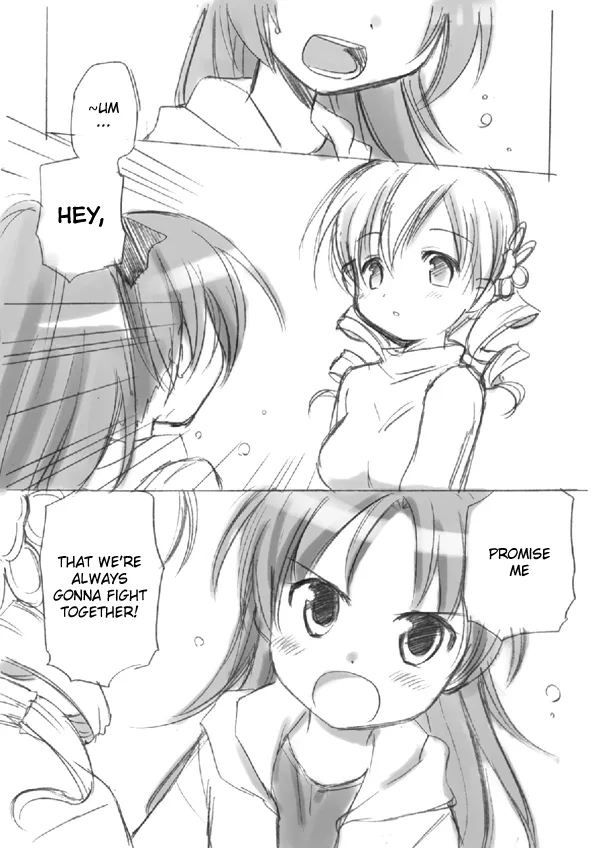 ~UM
...
HEY,
PROMISE
ME
THAT WE'RE
ALWAYS
GONNA FIGHT
TOGETHER!